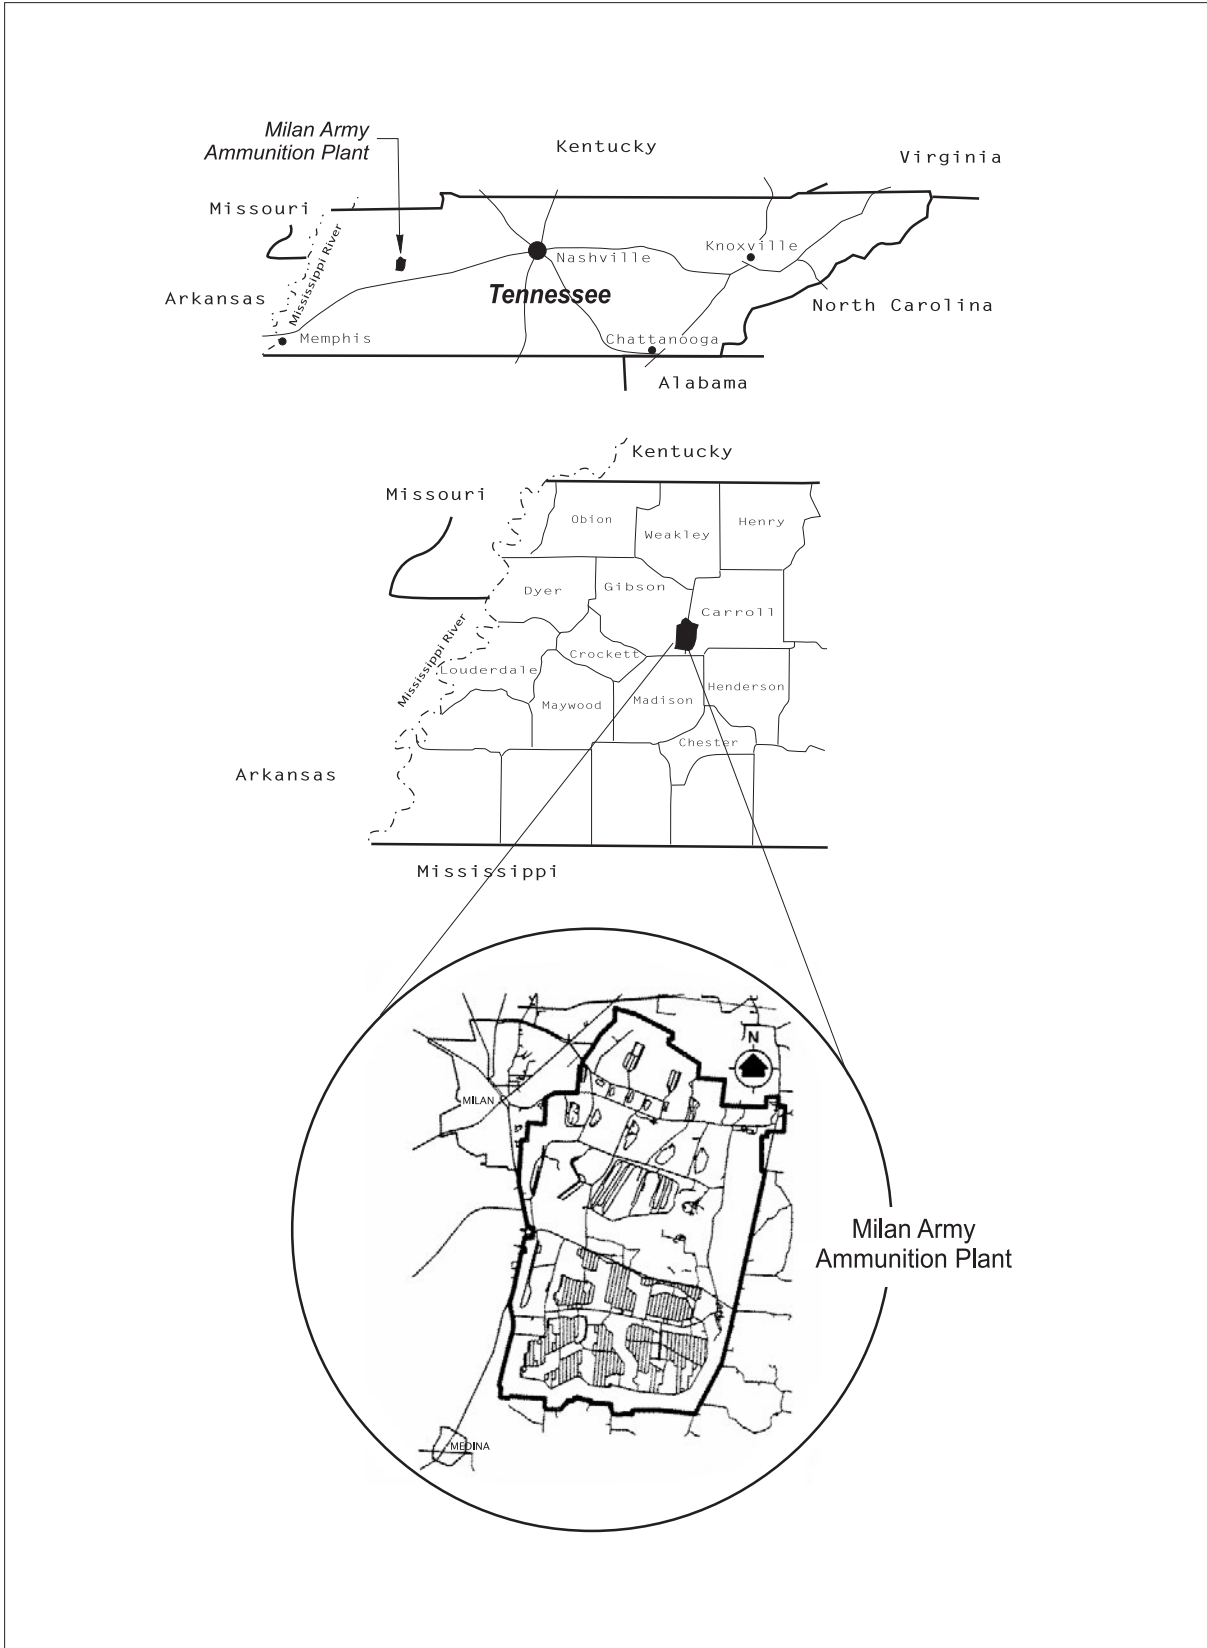 Milan Army
Ammunition Plant
Kentucky
Virginia
Missouri
Mississippi River
Knoxville
Nashville
Arkansas
Tennessee
North Carolina
Memphis
Chattanooga
Alabama
Kentucky
Missouri
Obion
Weakley
Henry
Dyer
Gibson
Carroll
Mississippi River
Crockett
Louderdale
Maywood
Madison
Henderson
Chester
Arkansas
Mississippi
N
MILAN
Milan Army
Ammunition Plant
MEDINA